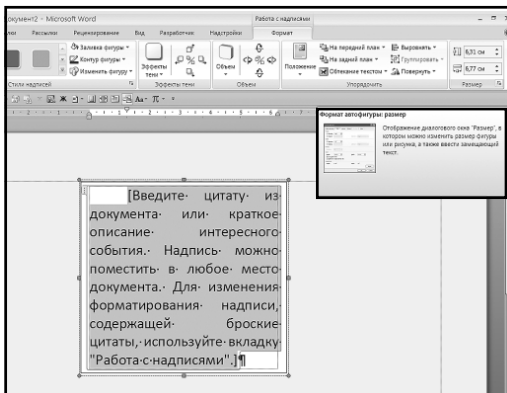 окумент2 - Microsoft Word
Работа с надписями
лки Рассылки Рецензирование Вид Разработчик Надстройки Формат
Заливка фигуры
Контур фигуры
Изменить фигуру
Эффекты тени
Объем
Положение
На передний план
На задний план
Обтекание текстом
Выровнять
Группировать
Повернуть
8,31 см
6,77 см
Стили надписей
Эффекты тени
Объем
Упорядочить
Размер
Формат автофигуры: размер
Отображение диалогового окна "Размер", в
котором можно изменить размер фигуры
или рисунка, а также ввести замещающий
текст.
[Введите цитату из
документа или краткое
описание интересного
события. Надпись можно
поместить в любое место
документа. Для изменения
форматирования надписи,
содержащей броские
цитаты, используйте вкладку
"Работа с надписями".]¶